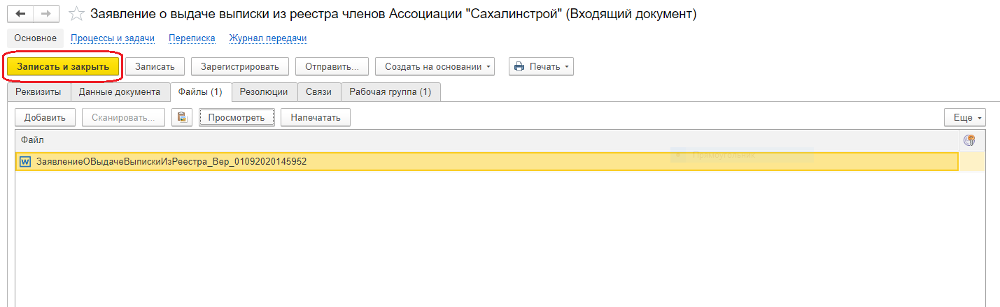 Заявление о выдаче выписки из реестра членов Ассоциации "Сахалинстрой" (Входящий документ)
Основное Процессы и задачи Переписка Журнал передачи
Записать и закрыть Записать Зарегистрировать Отправить... Создать на основании Печать
Реквизиты Данные документа Файлы (1) Резолюции Связи Рабочая группа (1)
Добавить Сканировать... Просмотреть Напечатать Еще
Файл
ЗаявлениеОВыдачеВыпискиИзРеестра_Вер_01092020145952
Прямоугольник